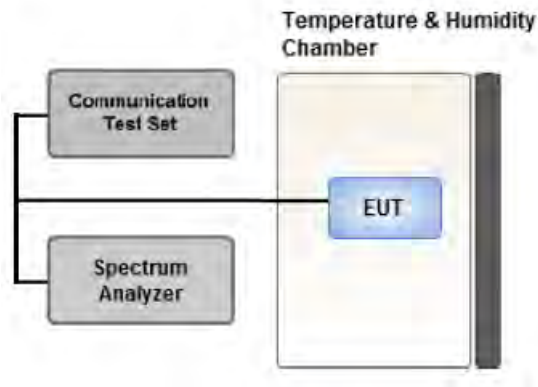 Temperature & Humidity
Chamber
Communication
Test Set
EUT
Spectrum
Analyzer